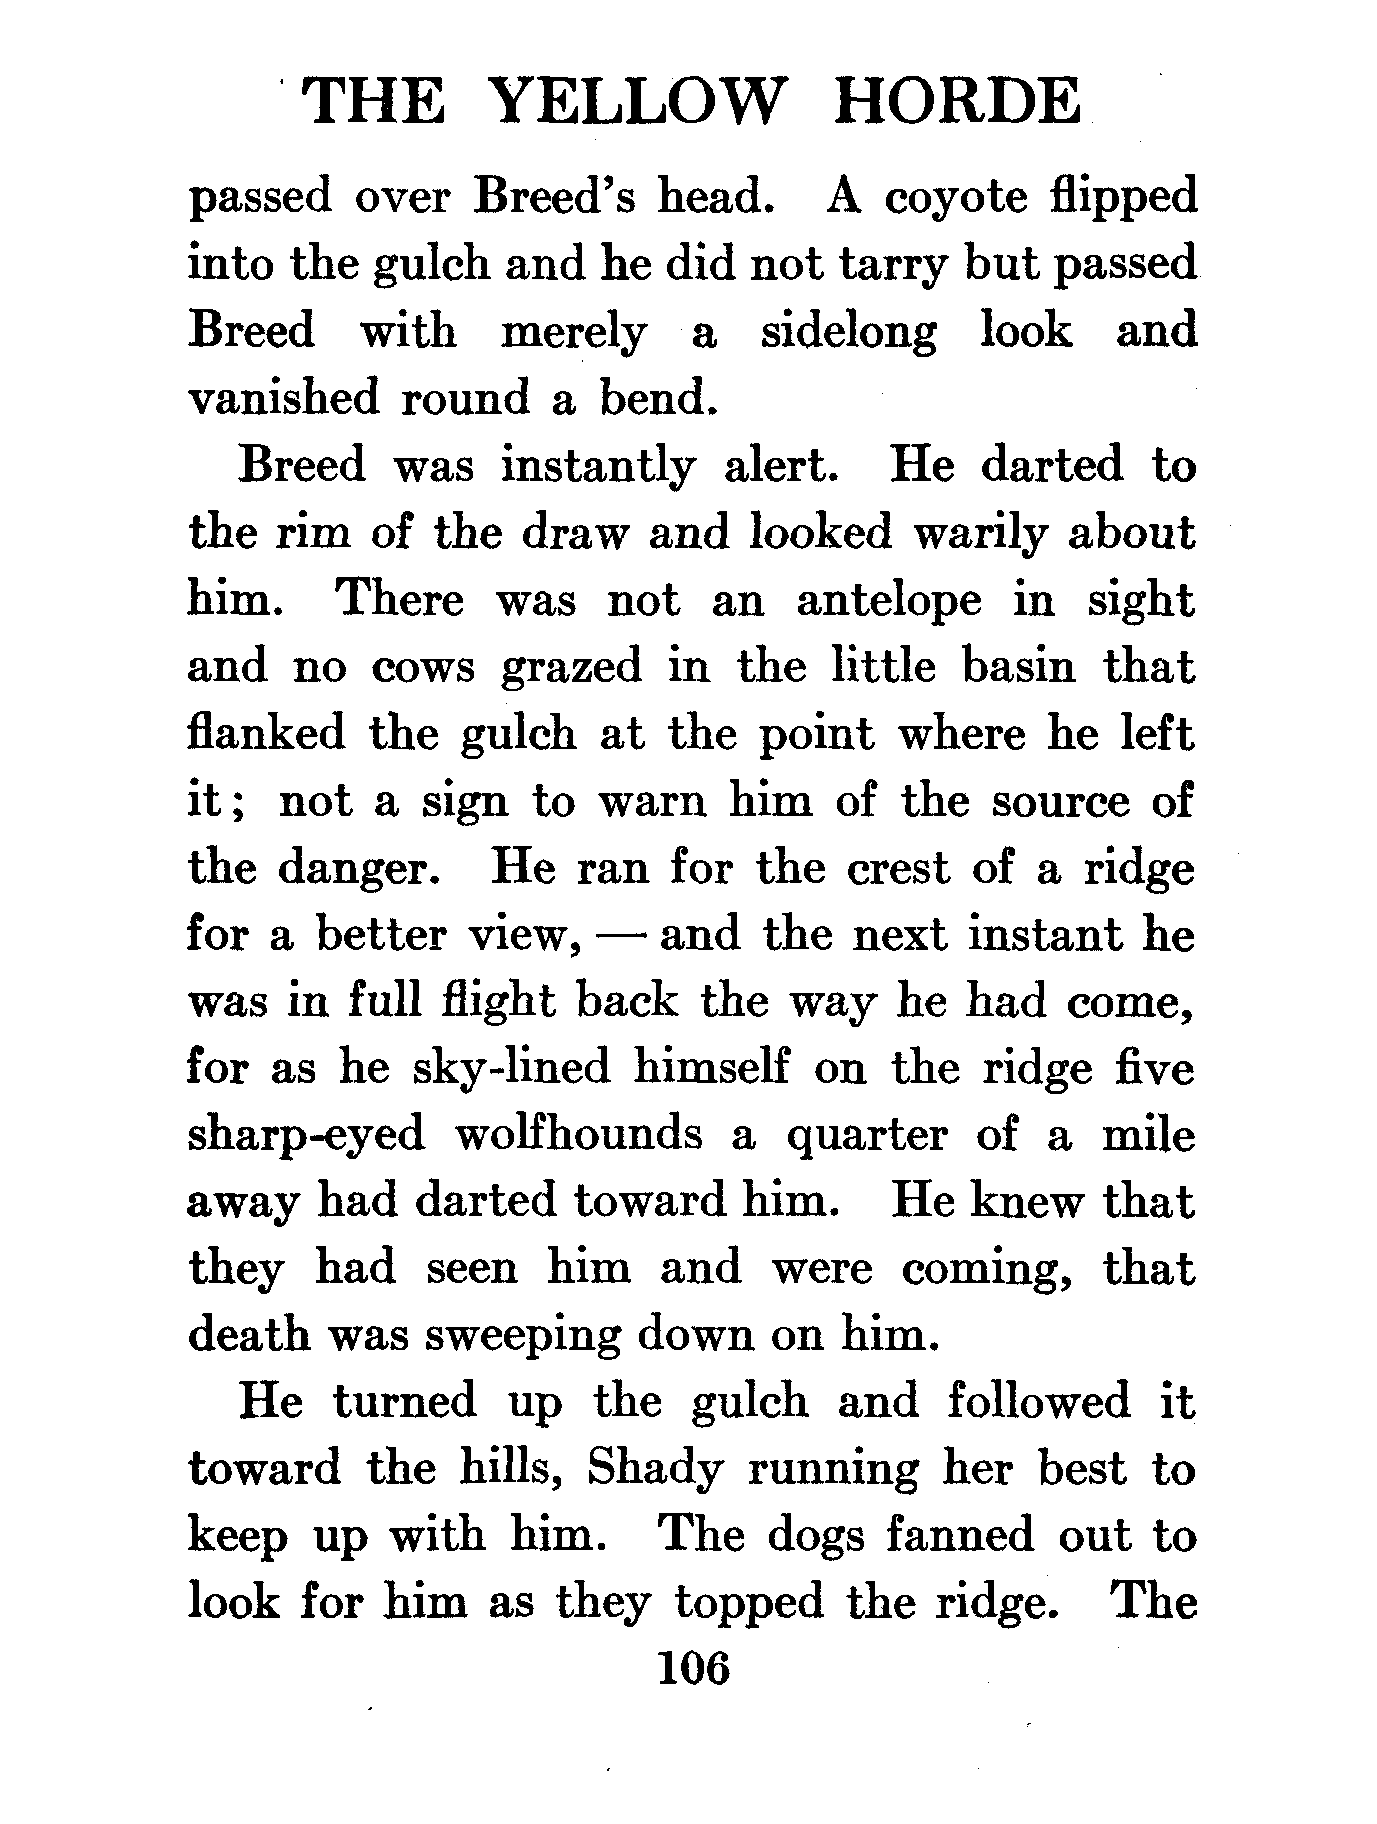 THE YELLOW HORDE
passed over Breed's head. A coyote flipped
into the gulch and he did not tarry but passed
Breed with merely a sidelong look and
vanished round a bend.
Breed was instantly alert. He darted to
the rim of the draw and looked warily about
him. There was not an antelope in sight
and no cows grazed in the little basin that
flanked the gulch at the point where he left
it; not a sign to warn him of the source of
the danger. He ran for the crest of a ridge
for a better view, — and the next instant he
was in full flight back the way he had come,
for as he sky-lined himself on the ridge five
sharp-eyed wolfhounds a quarter of a mile
away had darted toward him. He knew that
they had seen him and were coming, that
death was sweeping down on him.
He turned up the gulch and followed it
toward the hills, Shady running her best to
keep up with him. The dogs fanned out to
look for him as they topped the ridge. The
106